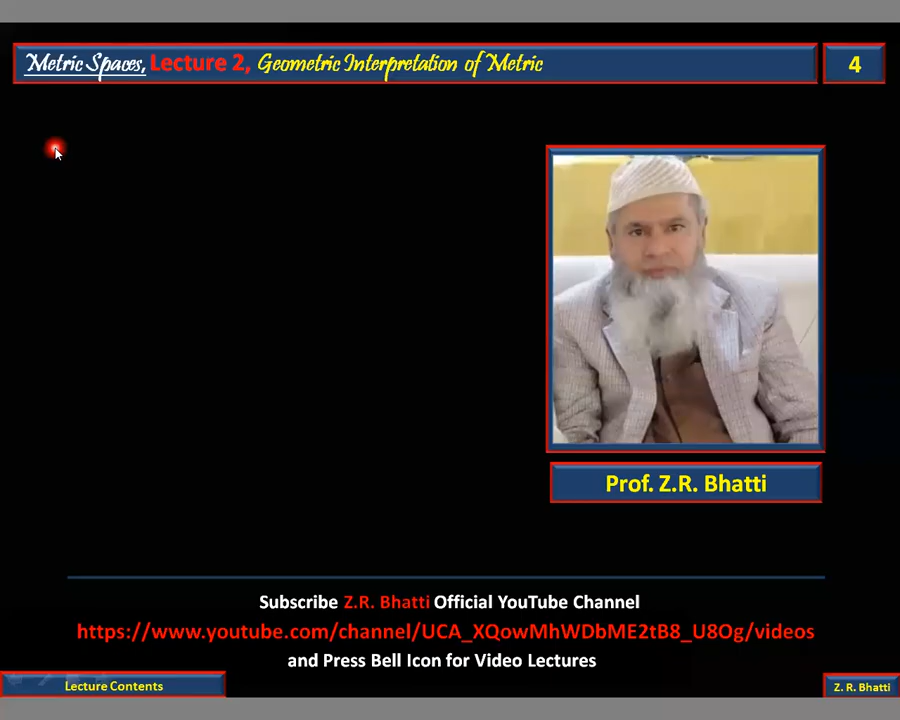 Metric Spaces, Lecture 2, Geometric Interpretation of Metric
4
Prof. Z.R. Bhatti
Subscribe Z.R. Bhatti Official YouTube Channel
https://www.youtube.com/channel/UCA_XQowMhWDbME2tB8_U8Og/videos
and Press Bell Icon for Video Lectures
Lecture Contents
Z. R. Bhatti